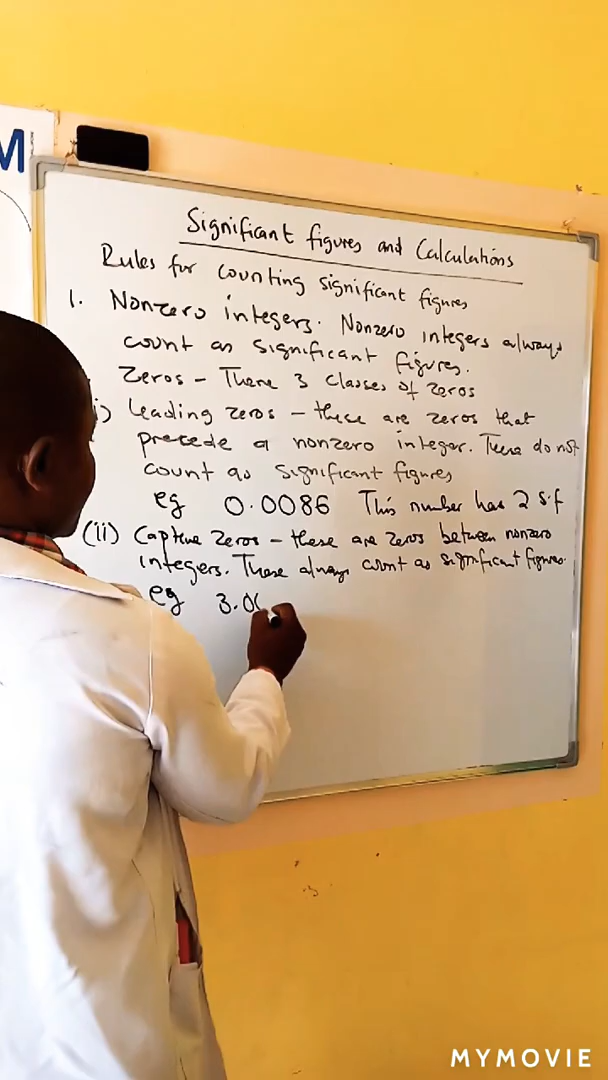 M
Significant figures and Calculations
Rules for counting significant figures
1. Nonzero integers. Nonzero integers always
count as significant figures.
Zeros - There 3 classes of zeros
i) Leading zeros - these are zeros that
precede a nonzero integer. These do not
count as significant figures
eg 0.0086 This number has 2 s.f
(ii) Captive zeros - these are zeros between nonzero
integers. These always count as significant figures.
eg 3.0
MYMOVIE